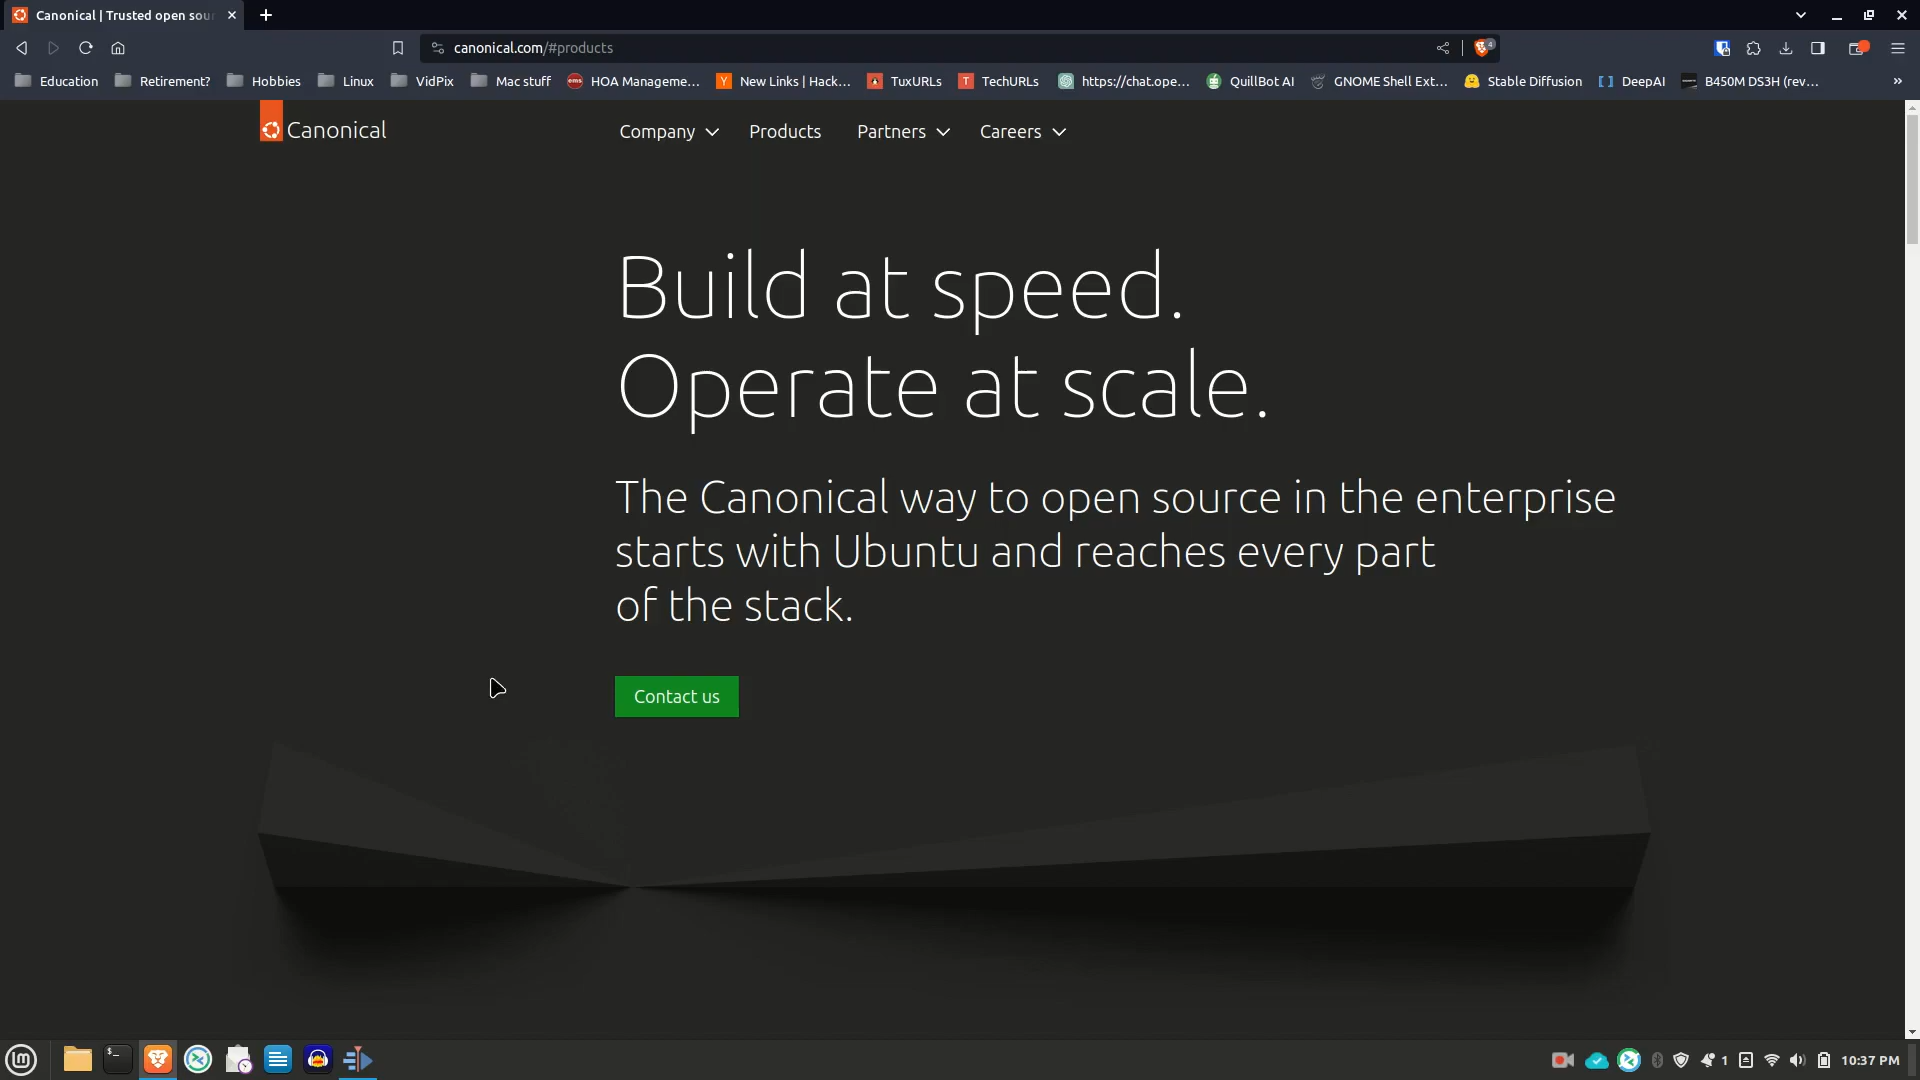 Canonical | Trusted open sou
canonical.com/#products
4
Education
Retirement?
Hobbies
Linux
VidPix
Mac stuff
ems
HOA Manageme...
Y
New Links | Hack...
TuxURLs
T
TechURLs
https://chat.ope...
QuillBot AI
GNOME Shell Ext...
Stable Diffusion
DeepAI
B450M DS3H (rev...
»
Canonical
Company
Products
Partners
Careers
Build at speed.
Operate at scale.
The Canonical way to open source in the enterprise
starts with Ubuntu and reaches every part
of the stack.
Contact us
1
10:37 PM